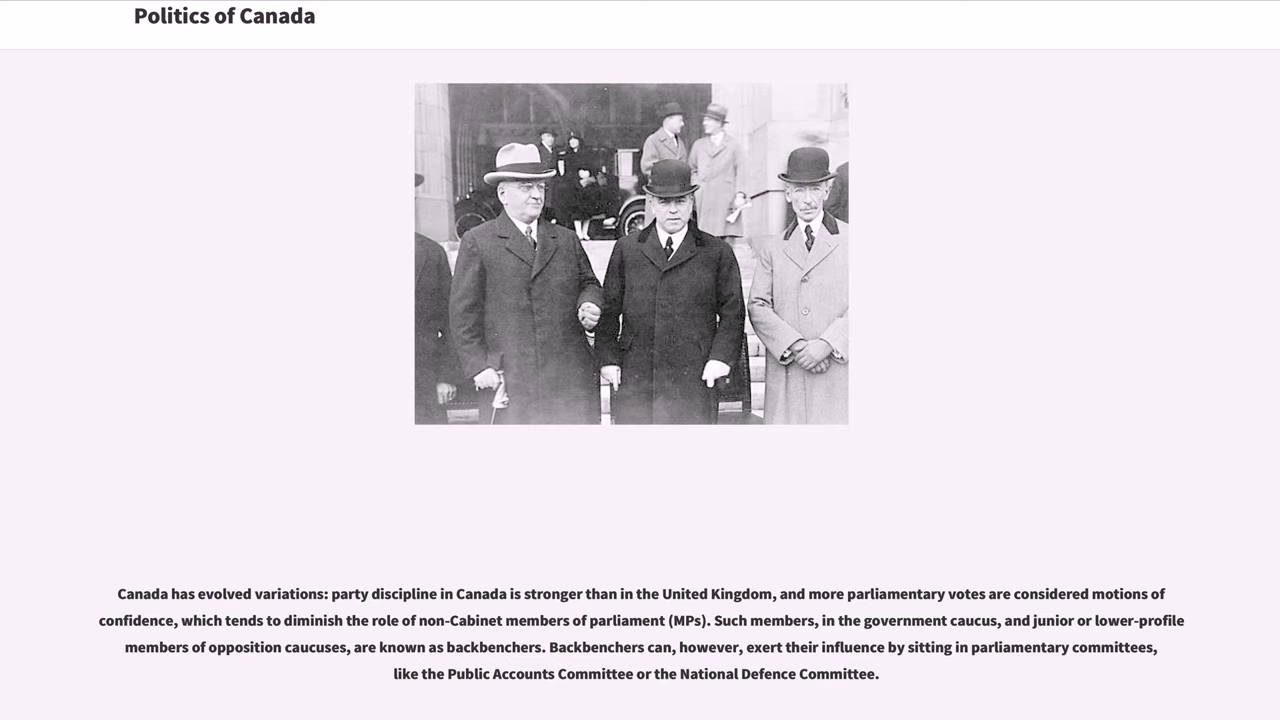 Politics of Canada
Canada has evolved variations: party discipline in Canada is stronger than in the United Kingdom, and more parliamentary votes are considered motions of
confidence, which tends to diminish the role of non-Cabinet members of parliament (MPs). Such members, in the government caucus, and junior or lower-profile
members of opposition caucuses, are known as backbenchers. Backbenchers can, however, exert their influence by sitting in parliamentary committees,
like the Public Accounts Committee or the National Defence Committee.